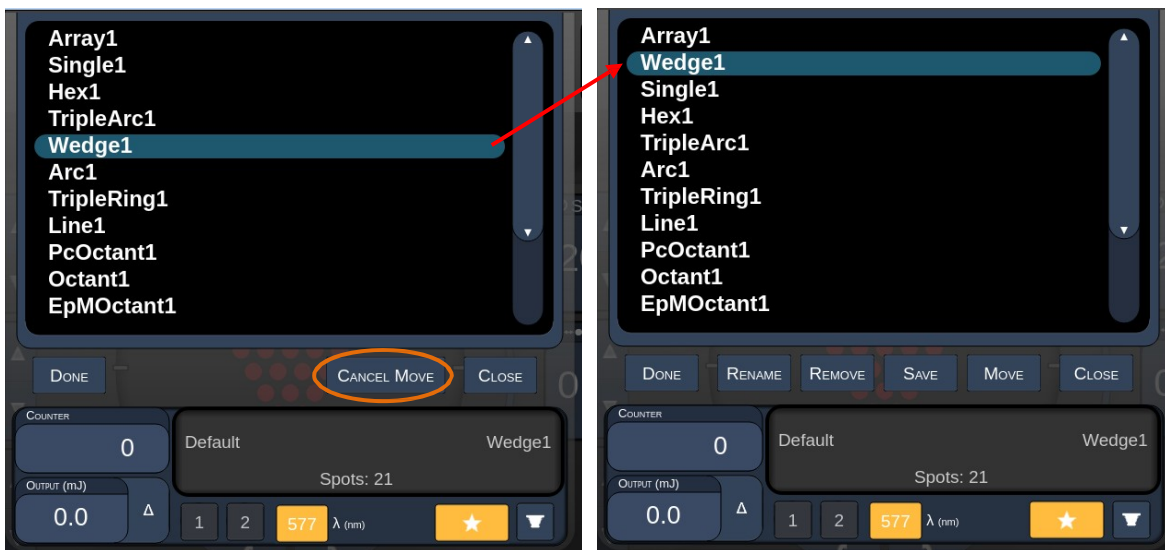 Array1
Single1
Hex1
TripleArc1
Wedge1
Arc1
TripleRing1
Line1
PcOctant1
Octant1
EpMOctant1
DONE
CANCEL MOVE
CLOSE
COUNTER
0
Default
Wedge1
Spots: 21
OUTPUT (mJ)
0.0
Δ
1
2
577
λ (nm)
Array1
Wedge1
Single1
Hex1
TripleArc1
Arc1
TripleRing1
Line1
PcOctant1
Octant1
EpMOctant1
DONE
RENAME
REMOVE
SAVE
MOVE
CLOSE
COUNTER
0
Default
Wedge1
Spots: 21
OUTPUT (mJ)
0.0
Δ
1
2
577
λ (nm)